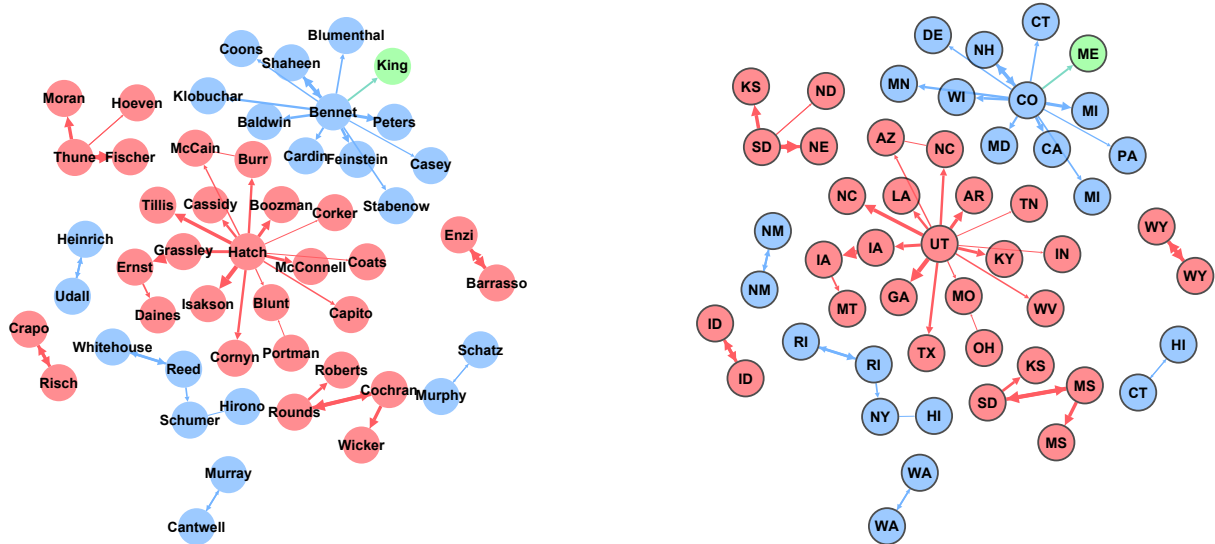 Blumenthal
Coons
Shaheen
King
Moran
Hoeven
Klobuchar
Bennet
Baldwin
Peters
Thune
Fischer
McCain
Burr
Cardin
Feinstein
Casey
Tillis
Cassidy
Boozman
Corker
Stabenow
Heinrich
Grassley
Hatch
Enzi
Ernst
McConnell
Coats
Barrasso
Udall
Isakson
Blunt
Daines
Capito
Crapo
Whitehouse
Portman
Schatz
Cornyn
Reed
Roberts
Risch
Cochran
Murphy
Schumer
Hirono
Rounds
Wicker
Murray
Cantwell
CT
DE
NH
ME
KS
ND
MN
WI
CO
MI
SD
NE
AZ
NC
MD
CA
PA
NC
LA
AR
TN
MI
NM
IA
IA
UT
KY
IN
WY
WY
NM
GA
MO
MT
WV
ID
RI
RI
TX
OH
HI
ID
KS
SD
MS
CT
NY
HI
MS
WA
WA